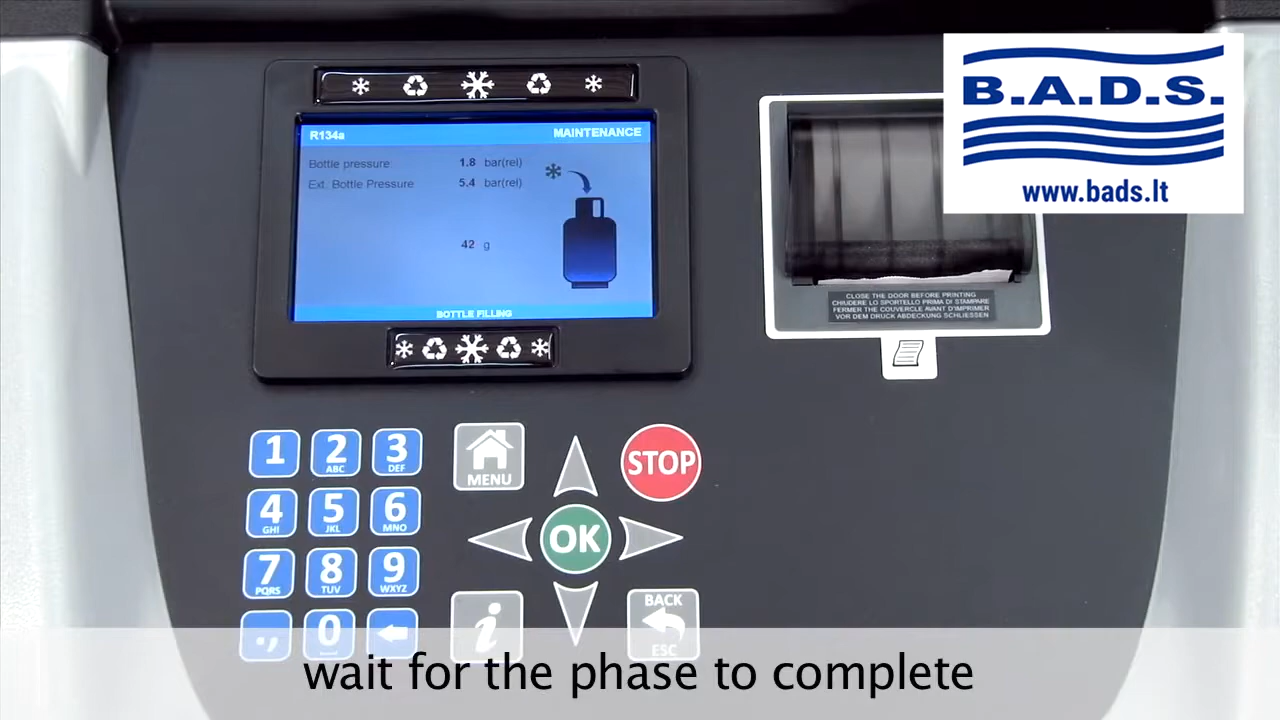 B.A.D.S.
www.bads.lt
R134a MAINTENANCE
Bottle pressure 1.8 bar(rel)
Ext. Bottle Pressure 5.4 bar(rel)
42 g
BOTTLE FILLING
CLOSE THE DOOR BEFORE PRINTING
CHIUDERE LO SPORTELLO PRIMA DI STAMPARE
FERMER LE COUVERCLE AVANT D'IMPRIMER
VOR DEM DRUCK ABDECKUNG SCHLIESSEN
1 2 ABC 3 DEF
MENU
STOP
4 GHI 5 JKL 6 MNO
OK
7 PQRS 8 TUV 9 WXYZ
., 0
i
BACK
ESC
wait for the phase to complete